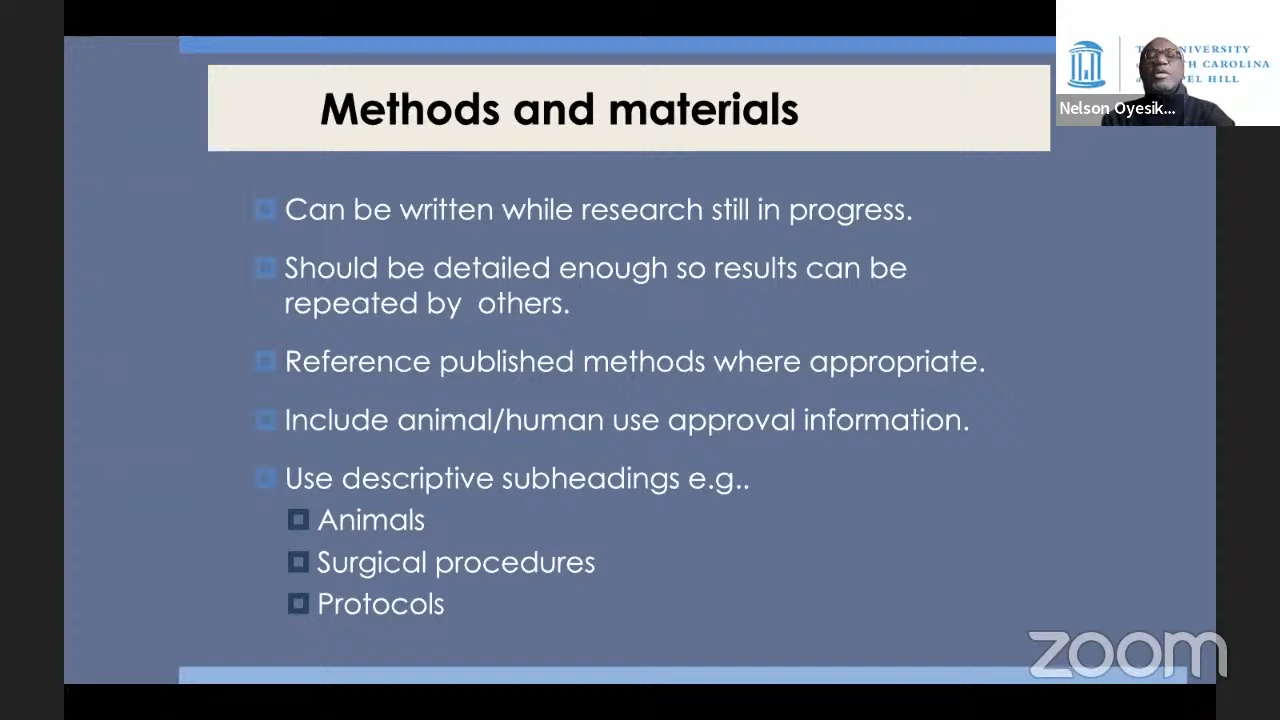 Methods and materials
Can be written while research still in progress.
Should be detailed enough so results can be
repeated by others.
Reference published methods where appropriate.
Include animal/human use approval information.
Use descriptive subheadings e.g..
Animals
Surgical procedures
Protocols
UNIVERSITY
CAROLINA
HILL
Nelson Oyesik...
zoom